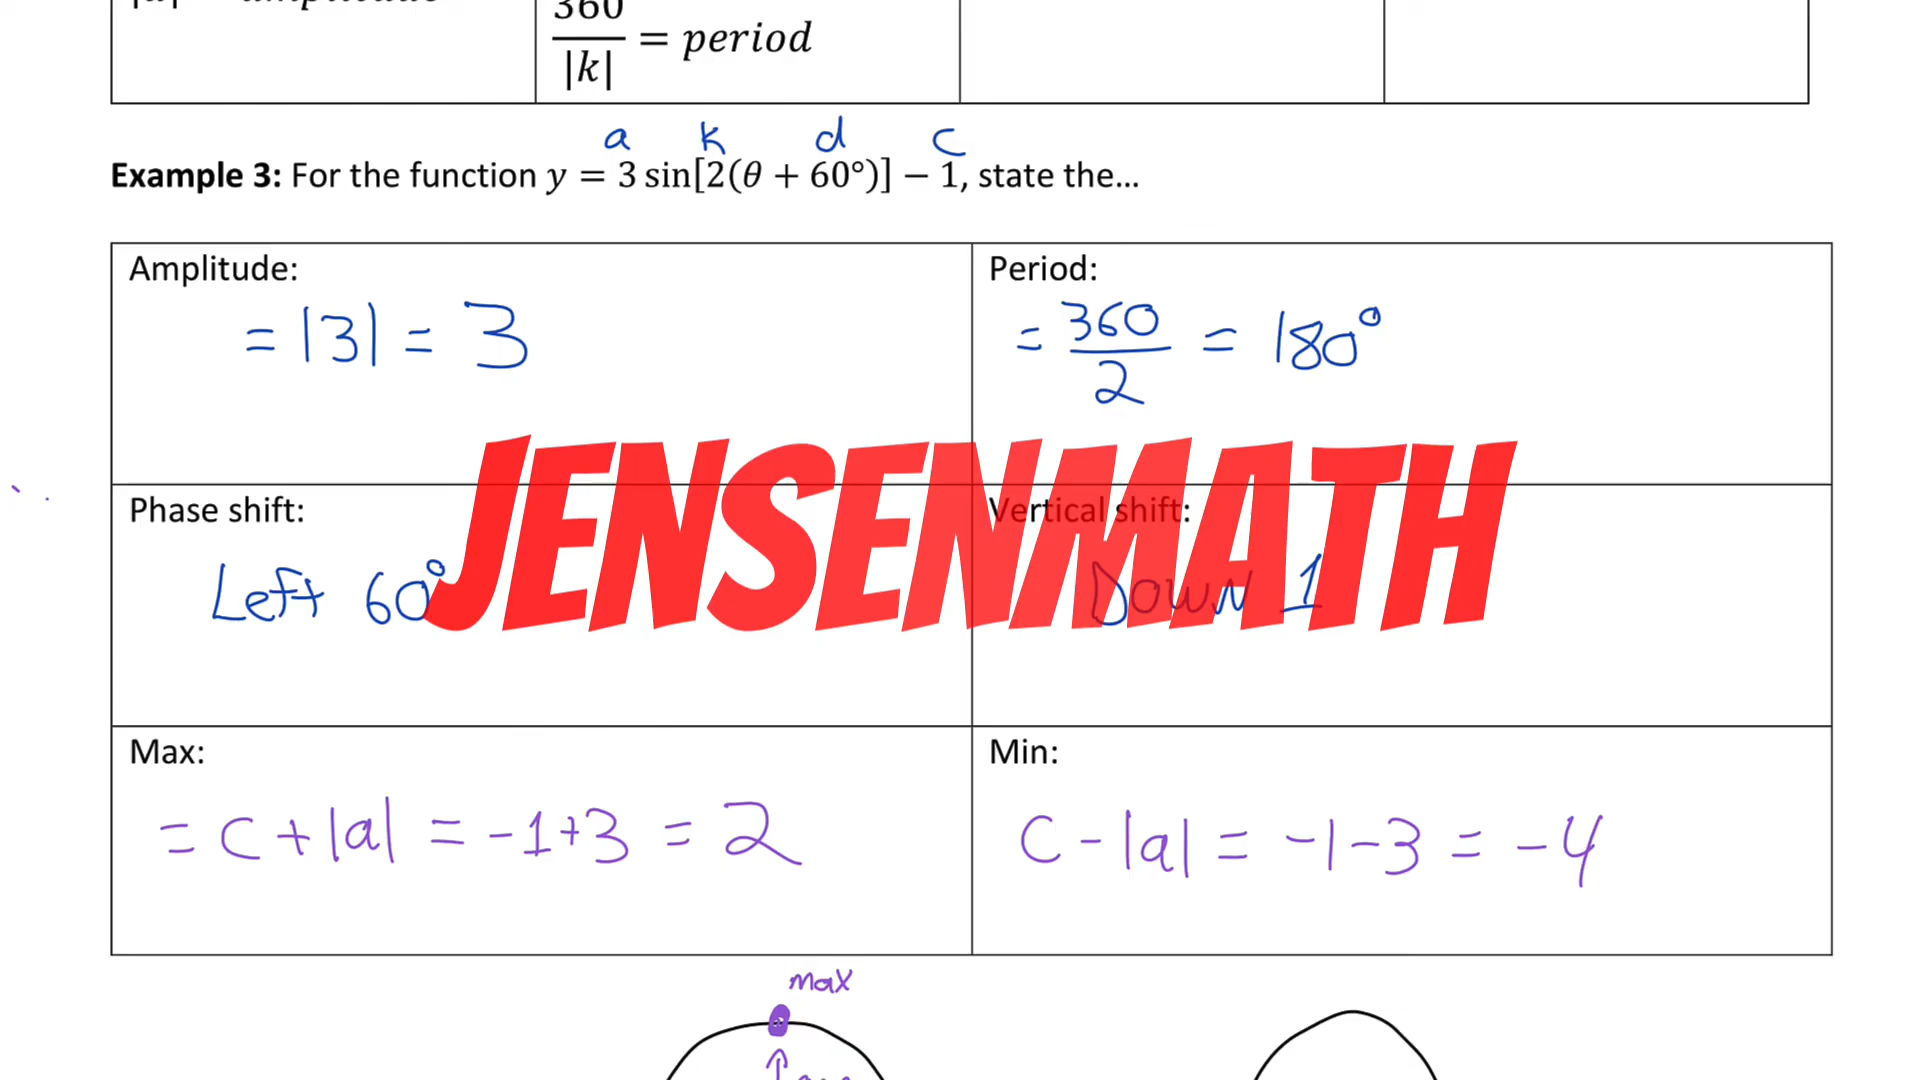 360
|k|
= period
a k d c
Example 3: For the function y = 3 sin[2(θ + 60°)] − 1, state the...
Amplitude:
= |3| = 3
Period:
= 360/2 = 180°
Phase shift:
Left 60°
Vertical shift:
Down 1
JENSENMATH
Max:
= c + |a| = -1+3 = 2
Min:
c - |a| = -1-3 = -4
max